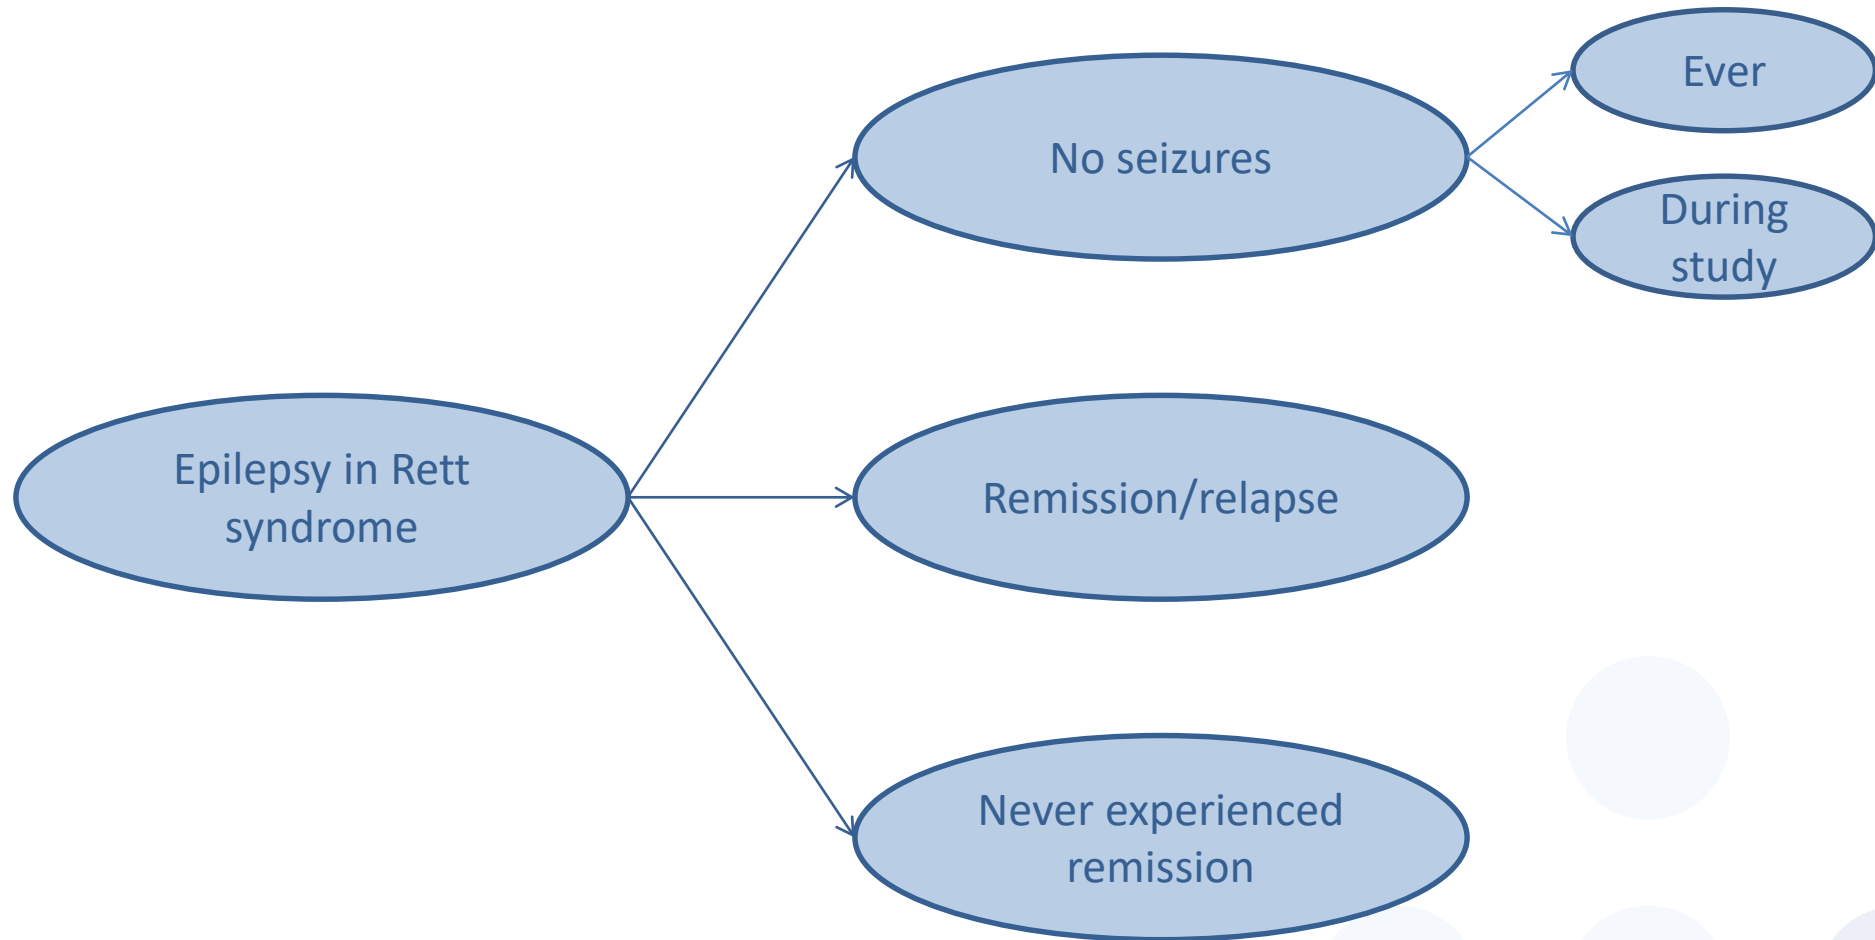 Ever
No seizures
During
study
Epilepsy in Rett
syndrome
Remission/relapse
Never experienced
remission